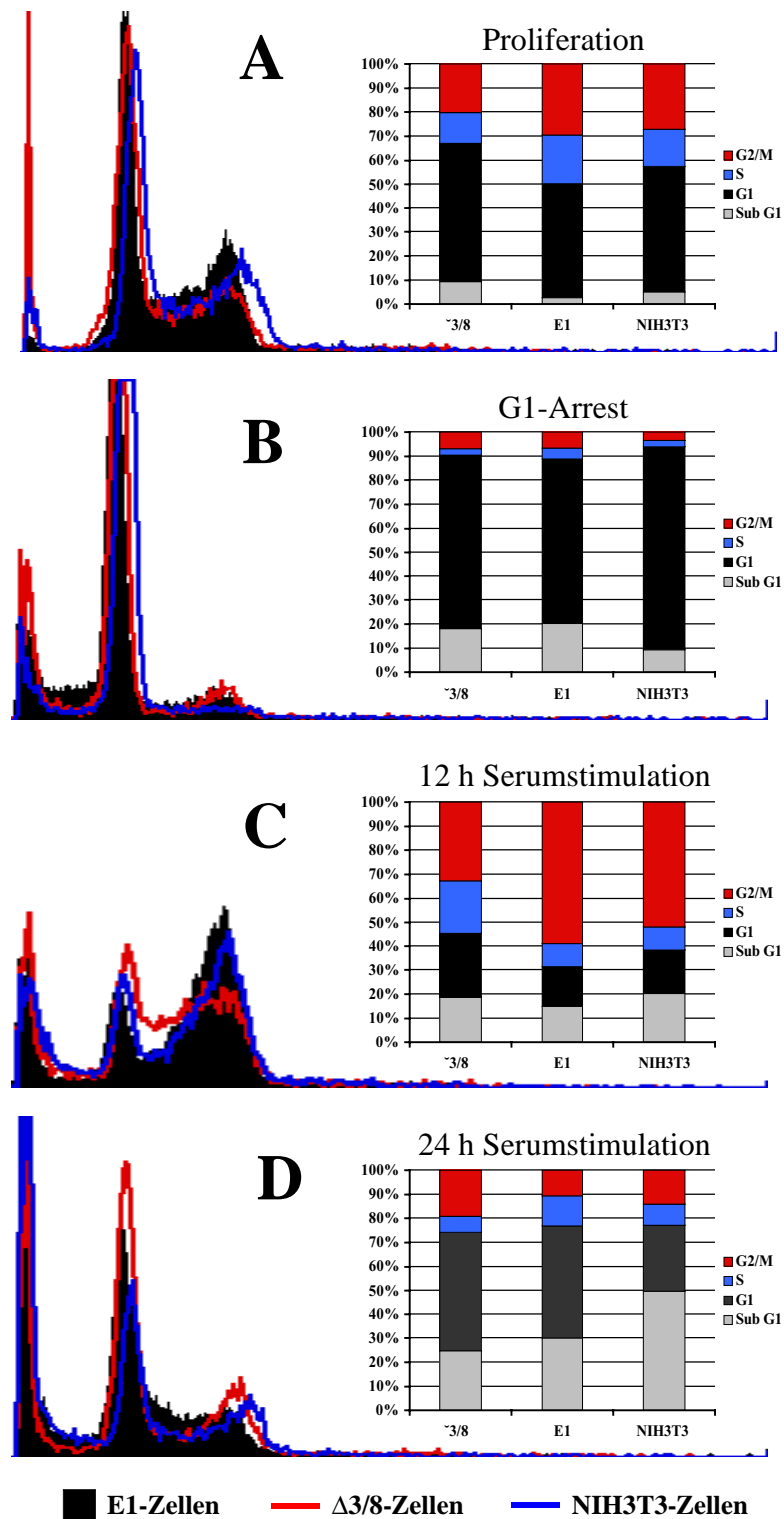 A
Proliferation
100%
90%
80%
70%
60%
50%
40%
30%
20%
10%
0%
˘3/8 E1 NIH3T3
G2/M
S
G1
Sub G1
B
G1-Arrest
100%
90%
80%
70%
60%
50%
40%
30%
20%
10%
0%
˘3/8 E1 NIH3T3
G2/M
S
G1
Sub G1
C
12 h Serumstimulation
100%
90%
80%
70%
60%
50%
40%
30%
20%
10%
0%
˘3/8 E1 NIH3T3
G2/M
S
G1
Sub G1
D
24 h Serumstimulation
100%
90%
80%
70%
60%
50%
40%
30%
20%
10%
0%
˘3/8 E1 NIH3T3
G2/M
S
G1
Sub G1
E1-Zellen Δ3/8-Zellen NIH3T3-Zellen